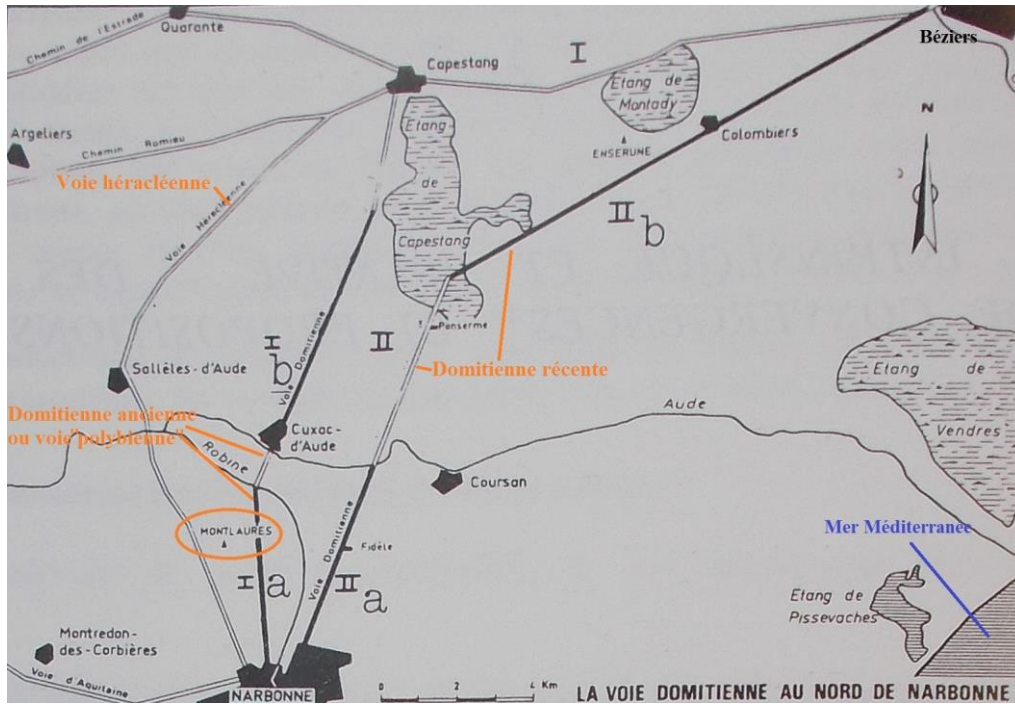 Chemin de l'Estrade
Quarante
Capestang
I
Béziers
Etang de
Montady
Colombiers
ENSERUNE
N
Argeliers
Chemin Romieu
Voie héracléenne
Voie Héracléenne
Etang
de
Capestang
II b
Ponserme
Domitienne récente
I b
II
Voie Domitienne
Sallèles-d'Aude
Domitienne ancienne
ou voie"polybienne"
Cuxac-
d'Aude
Robine
Aude
Coursan
Etang de
Vendres
MONTLAURES
Fidèle
Voie Domitienne
I a
II a
Mer Méditerranée
Etang de
Pissevaches
Montredon-
des-Corbières
Voie d'Aquitaine
NARBONNE
0 2 4 Km
LA VOIE DOMITIENNE AU NORD DE NARBONNE